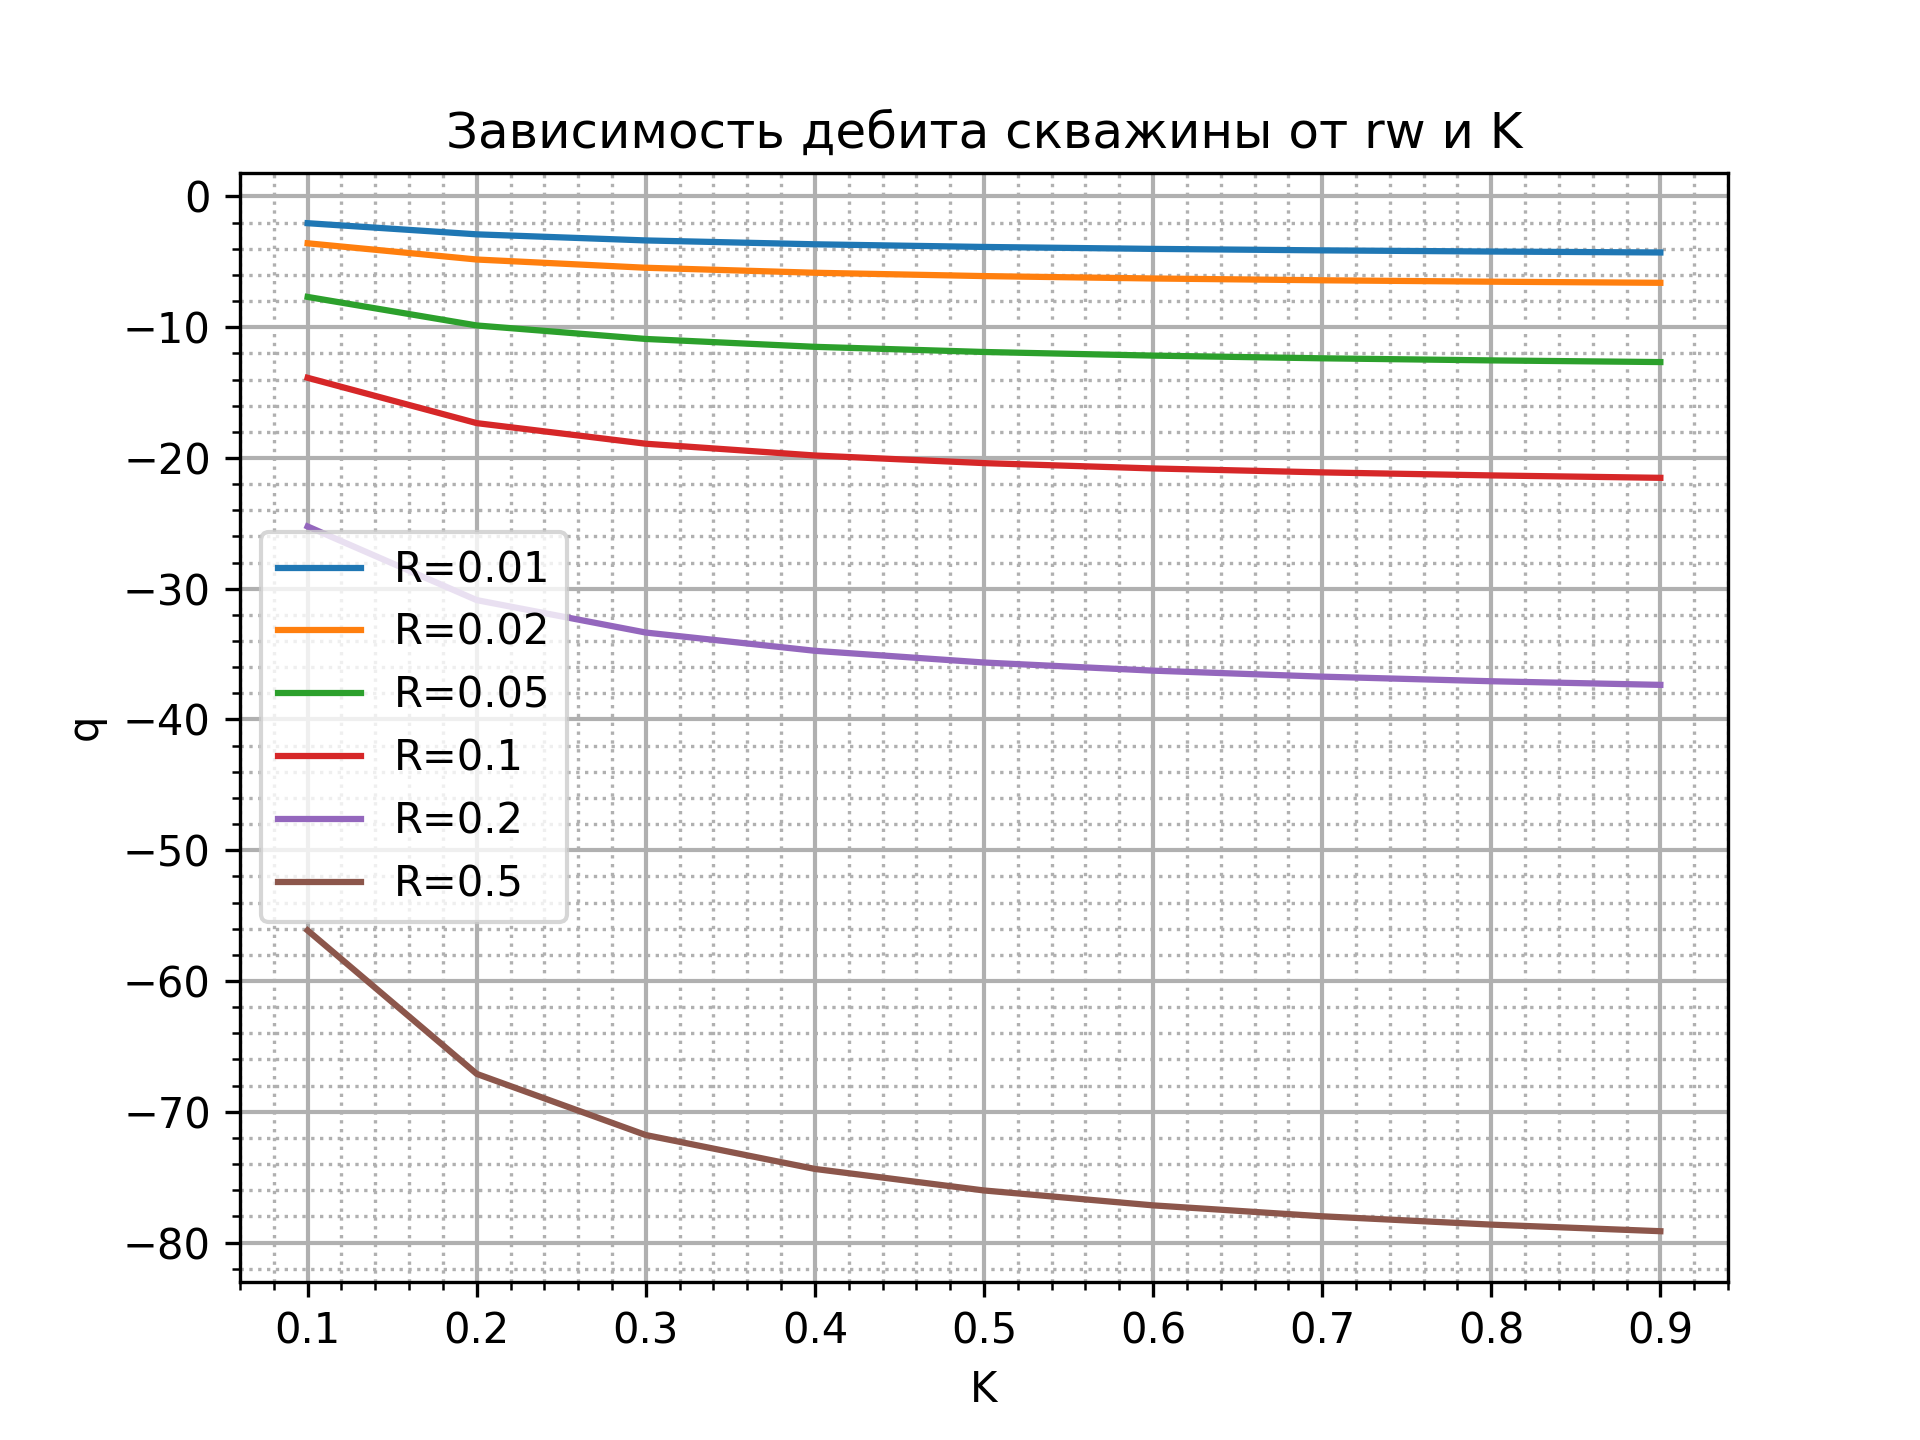 Зависимость дебита скважины от rw и K
0
−10
−20
−30
−40
−50
−60
−70
−80
q
R=0.01
R=0.02
R=0.05
R=0.1
R=0.2
R=0.5
0.1 0.2 0.3 0.4 0.5 0.6 0.7 0.8 0.9
K